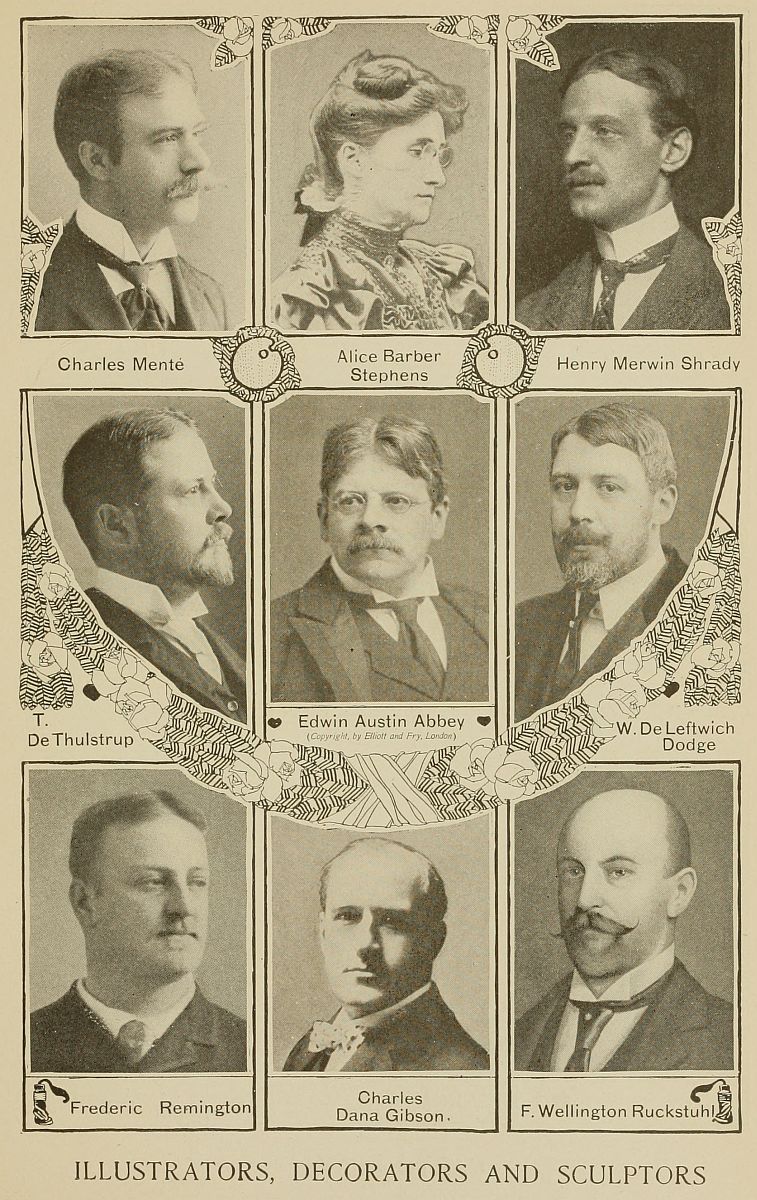 Charles Menté
Alice Barber
Stephens
Henry Merwin Shrady
T.
De Thulstrup
Edwin Austin Abbey
(Copyright, by Elliott and Fry, London)
W. De Leftwich
Dodge
Frederic Remington
Charles
Dana Gibson.
F. Wellington Ruckstuhl
ILLUSTRATORS, DECORATORS AND SCULPTORS